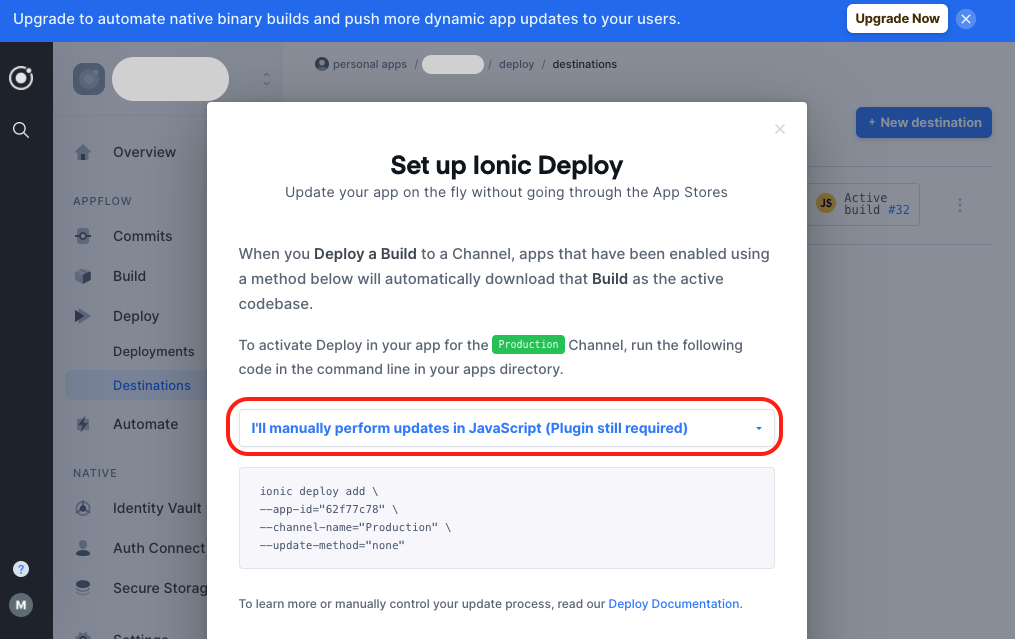 Upgrade to automate native binary builds and push more dynamic app updates to your users.
Upgrade Now
personal apps / / deploy / destinations
+ New destination
Overview
APPFLOW
Commits
Build
Deploy
Deployments
Destinations
Automate
NATIVE
Identity Vault
Auth Connect
Secure Storag
Settings
M
?
JS
Active
build #32
Set up Ionic Deploy
Update your app on the fly without going through the App Stores
When you Deploy a Build to a Channel, apps that have been enabled using
a method below will automatically download that Build as the active
codebase.
To activate Deploy in your app for the Production Channel, run the following
code in the command line in your apps directory.
I'll manually perform updates in JavaScript (Plugin still required)
ionic deploy add \
--app-id="62f77c78" \
--channel-name="Production" \
--update-method="none"
To learn more or manually control your update process, read our Deploy Documentation.